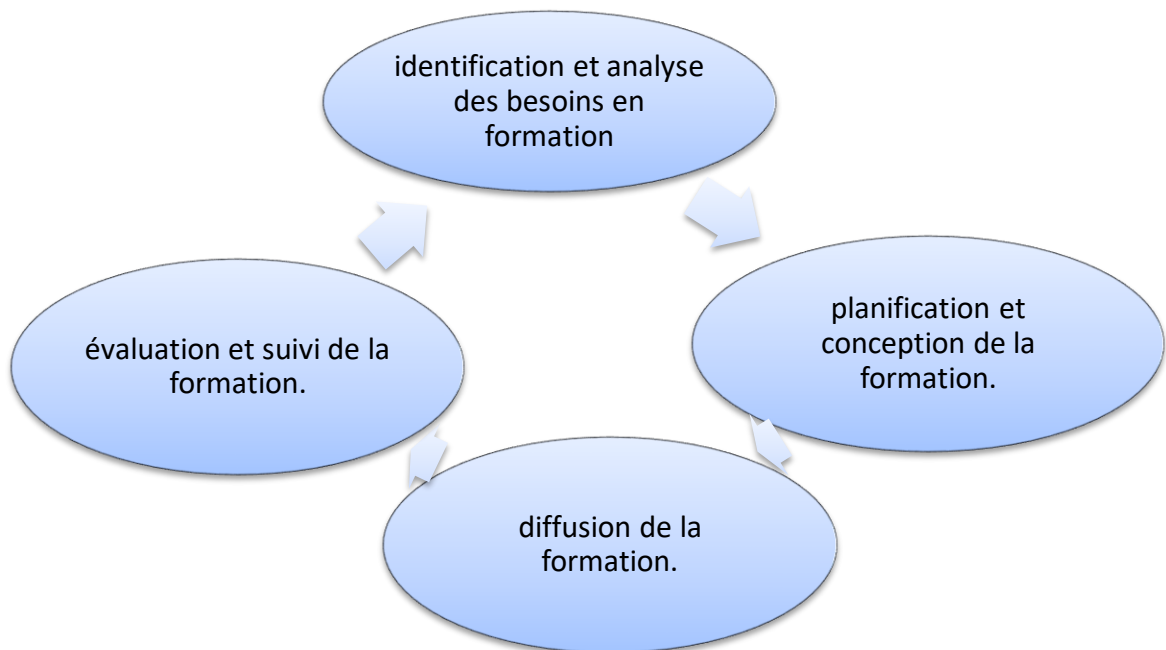 identification et analyse
des besoins en
formation
planification et
conception de la
formation.
diffusion de la
formation.
évaluation et suivi de la
formation.